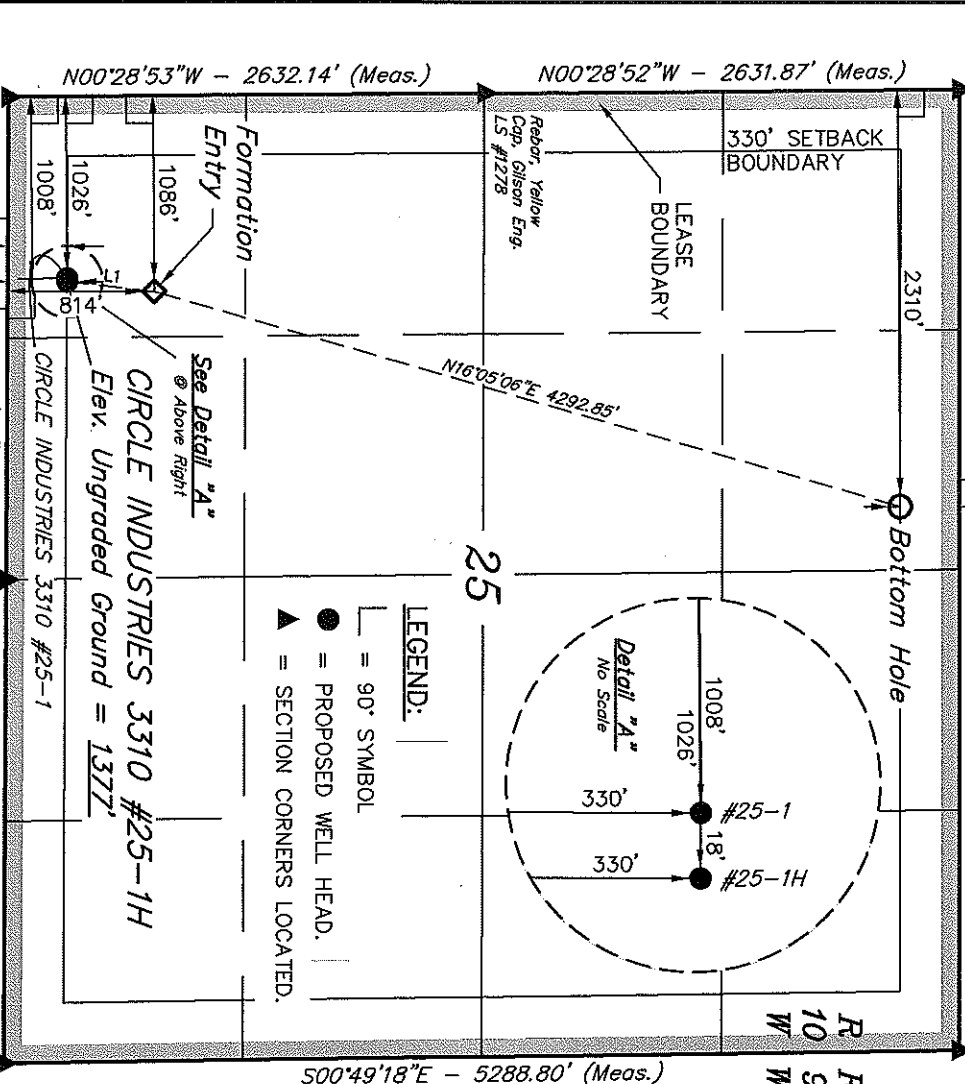 N00°28'53"W – 2632.14' (Meas.)
N00°28'52"W – 2631.87' (Meas.)
330' SETBACK
BOUNDARY
LEASE
BOUNDARY
Rebar, Yellow
Cap, Gilson Eng.
LS #1278
2310'
Bottom Hole
Formation
Entry
1086'
1026'
1008'
L1
814'
N16°05'06"E 4292.85'
See Detail "A"
@ Above Right
CIRCLE INDUSTRIES 3310 #25-1H
Elev. Ungraded Ground = 1377'
CIRCLE INDUSTRIES 3310 #25-1
25
Detail "A"
No Scale
1008'
1026'
#25-1
18'
#25-1H
330'
330'
LEGEND:
= 90° SYMBOL
= PROPOSED WELL HEAD.
= SECTION CORNERS LOCATED.
R
10
W
S00°49'18"E – 5288.80' (Meas.)